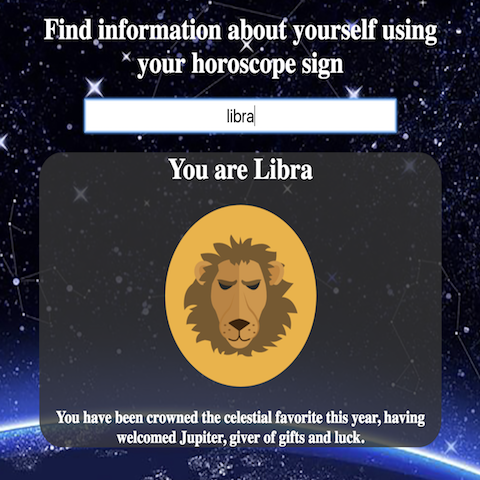 Find information about yourself using
your horoscope sign
libra
You are Libra
You have been crowned the celestial favorite this year, having
welcomed Jupiter, giver of gifts and luck.